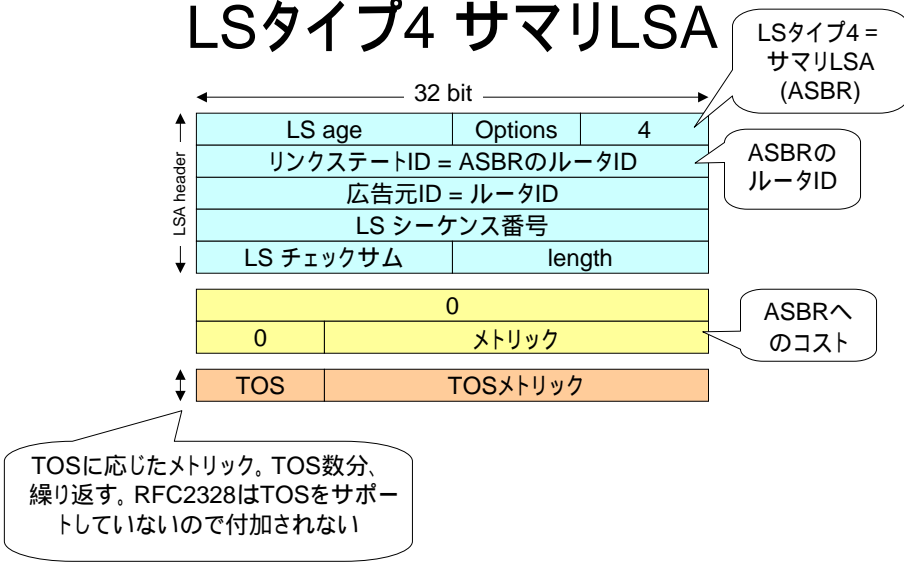 LSタイプ4 サマリLSA
LSタイプ4 =
サマリLSA
(ASBR)
32 bit
LS age
Options
4
LSA header
リンクステートID = ASBRのルータID
ASBRの
ルータID
広告元ID = ルータID
LS シーケンス番号
LS チェックサム
length
0
ASBRへ
のコスト
0
メトリック
TOS
TOSメトリック
TOSに応じたメトリック。TOS数分、
繰り返す。RFC2328はTOSをサポー
トしていないので付加されない